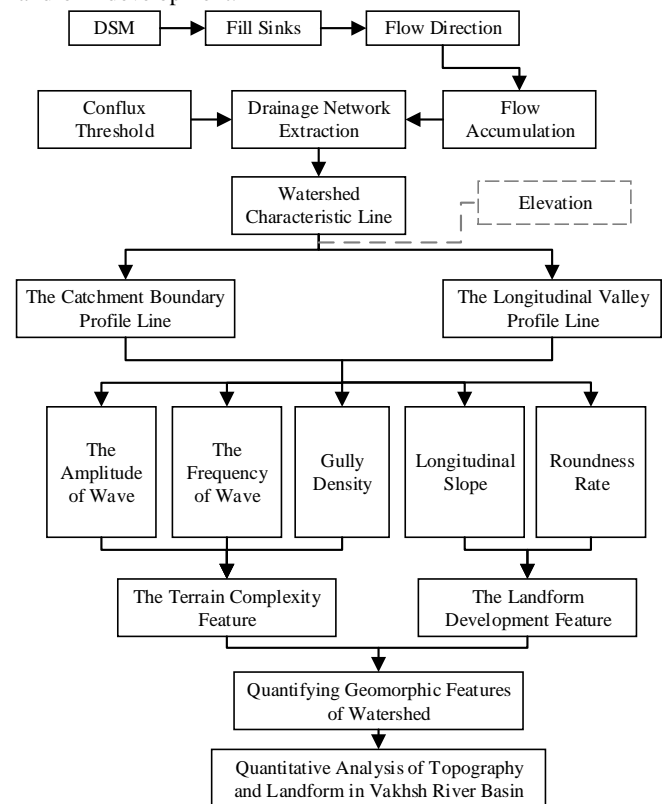 DSM
Fill Sinks
Flow Direction
Conflux
Threshold
Drainage Network
Extraction
Flow
Accumulation
Watershed
Characteristic Line
Elevation
The Catchment Boundary
Profile Line
The Longitudinal Valley
Profile Line
The
Amplitude
of Wave
The
Frequency
of Wave
Gully
Density
Longitudinal
Slope
Roundness
Rate
The Terrain Complexity
Feature
The Landform
Development Feature
Quantifying Geomorphic Features
of Watershed
Quantitative Analysis of Topography
and Landform in Vakhsh River Basin